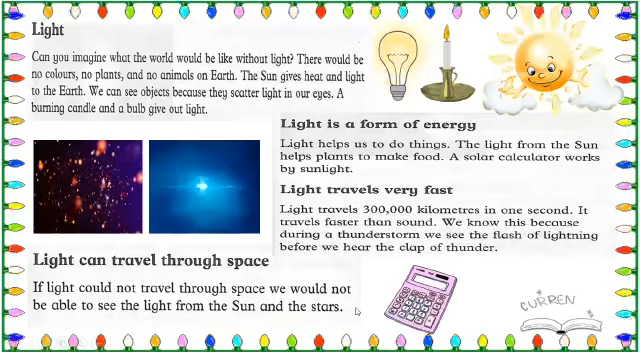 Light
Can you imagine what the world would be like without light? There would be
no colours, no plants, and no animals on Earth. The Sun gives heat and light
to the Earth. We can see objects because they scatter light in our eyes. A
burning candle and a bulb give out light.
Light is a form of energy
Light helps us to do things. The light from the Sun
helps plants to make food. A solar calculator works
by sunlight.
Light travels very fast
Light travels 300,000 kilometres in one second. It
travels faster than sound. We know this because
during a thunderstorm we see the flash of lightning
before we hear the clap of thunder.
Light can travel through space
If light could not travel through space we would not
be able to see the light from the Sun and the stars.
CURREN